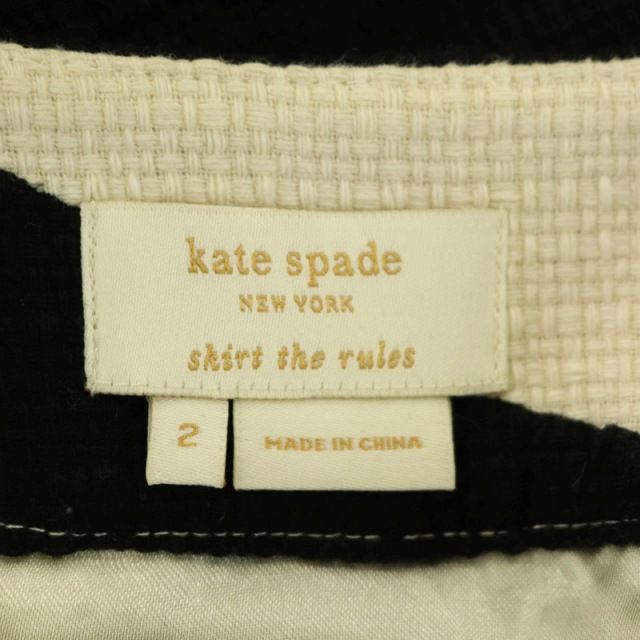 kate spade
NEW YORK
skirt the rules
2
MADE IN CHINA